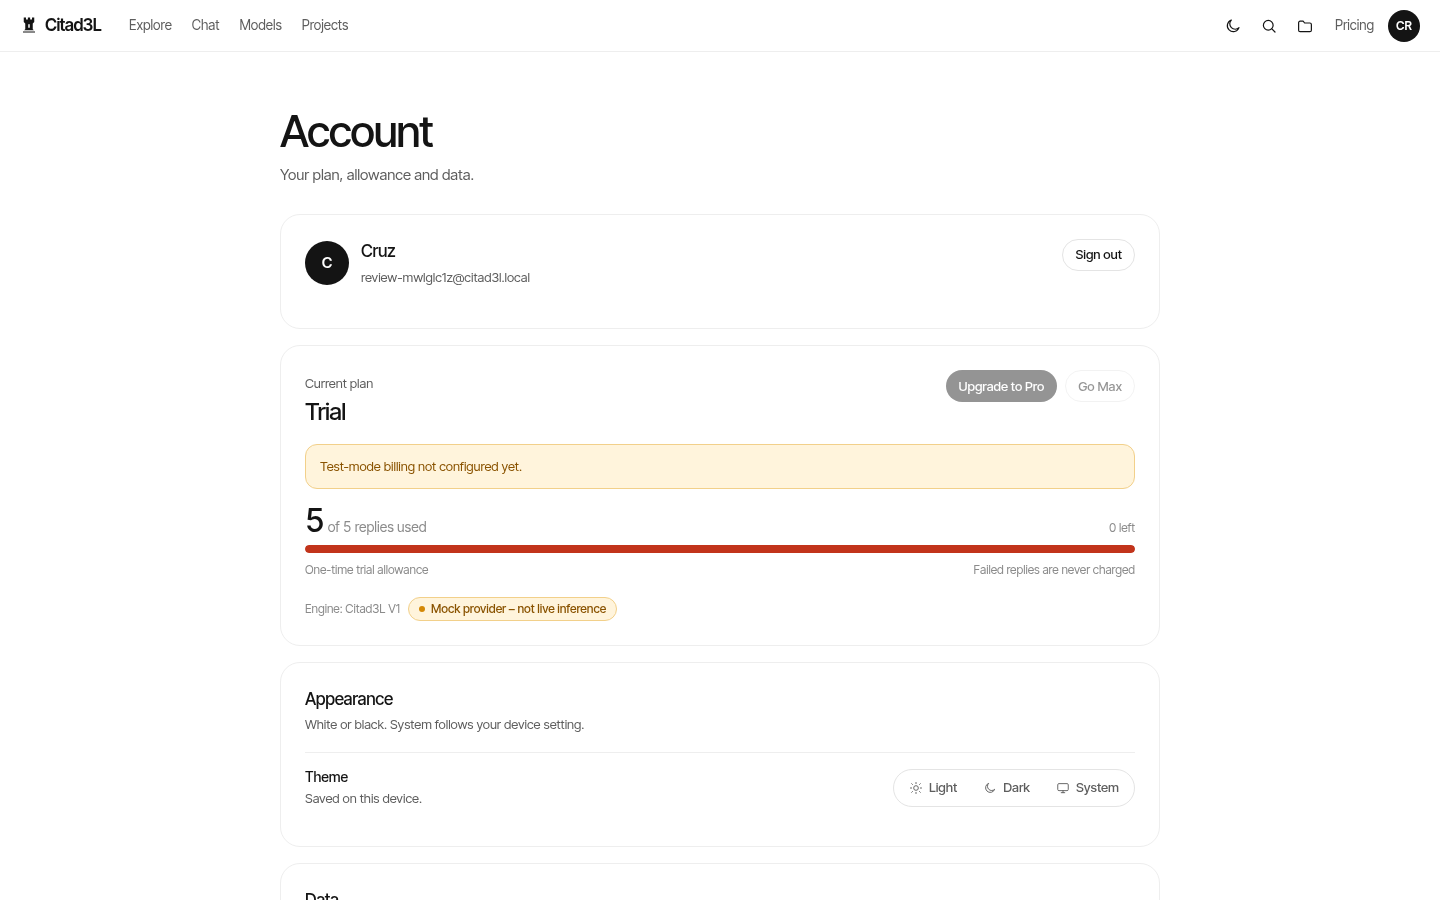 Citad3L Explore Chat Models Projects Pricing CR
Account
Your plan, allowance and data.
C
Cruz
review-mwlglc1z@citad3l.local
Sign out
Current plan
Trial
Upgrade to Pro
Go Max
Test-mode billing not configured yet.
5 of 5 replies used
0 left
One-time trial allowance
Failed replies are never charged
Engine: Citad3L V1
Mock provider – not live inference
Appearance
White or black. System follows your device setting.
Theme
Saved on this device.
Light
Dark
System
Data